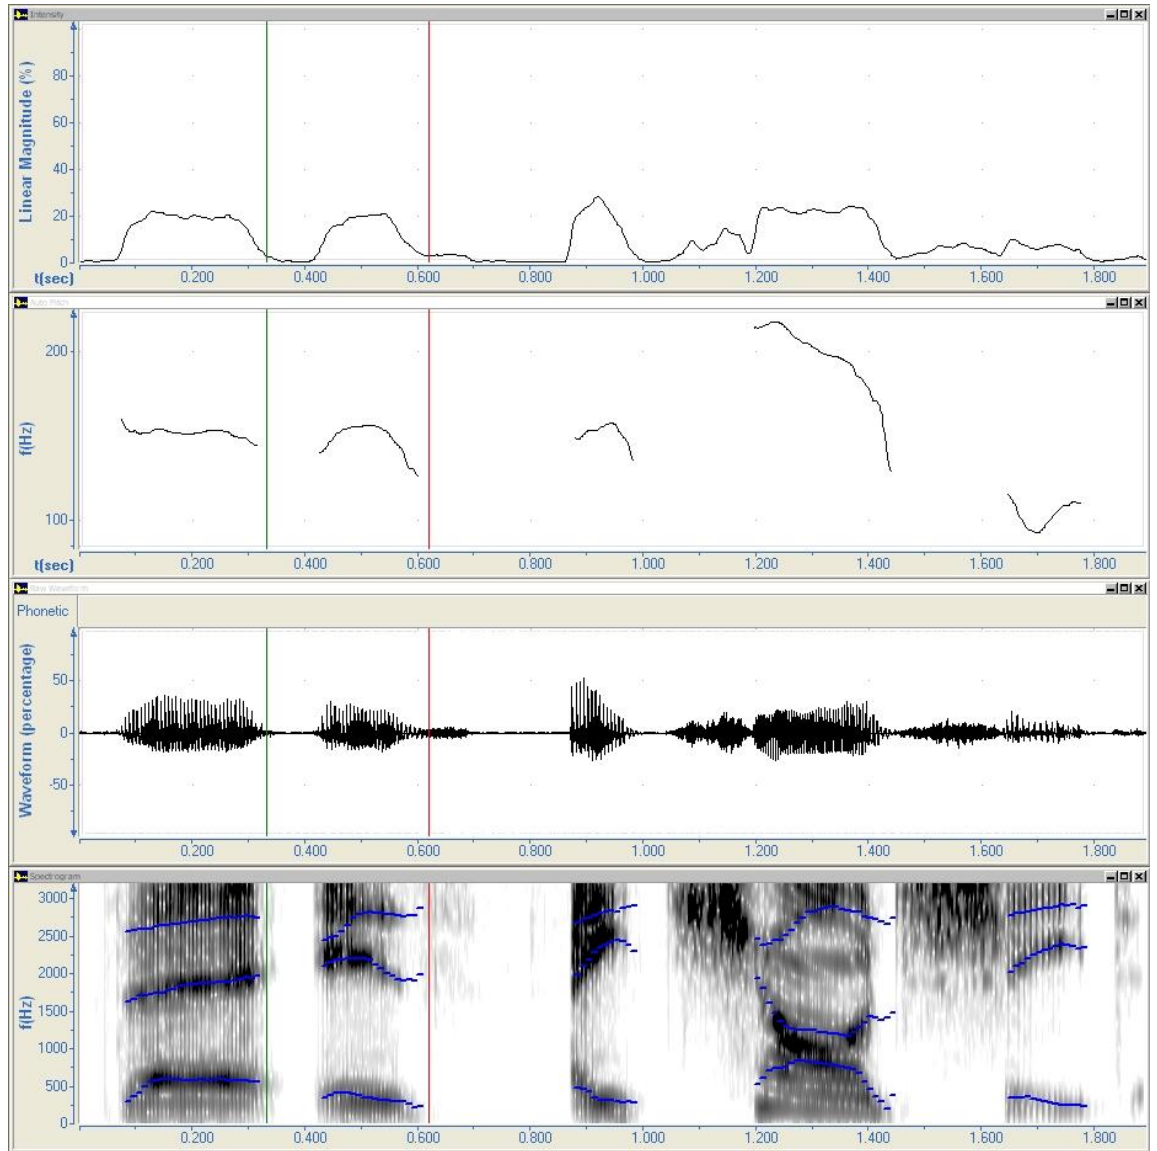 Intensity
Linear Magnitude (%)
80
60
40
20
0
t(sec)
0.200 0.400 0.600 0.800 1.000 1.200 1.400 1.600 1.800
Auto Pitch
f(Hz)
200
100
t(sec)
0.200 0.400 0.600 0.800 1.000 1.200 1.400 1.600 1.800
Raw Waveform
Phonetic
Waveform (percentage)
50
0
-50
0.200 0.400 0.600 0.800 1.000 1.200 1.400 1.600 1.800
Spectrogram
f(Hz)
3000
2500
2000
1500
1000
500
0
0.200 0.400 0.600 0.800 1.000 1.200 1.400 1.600 1.800